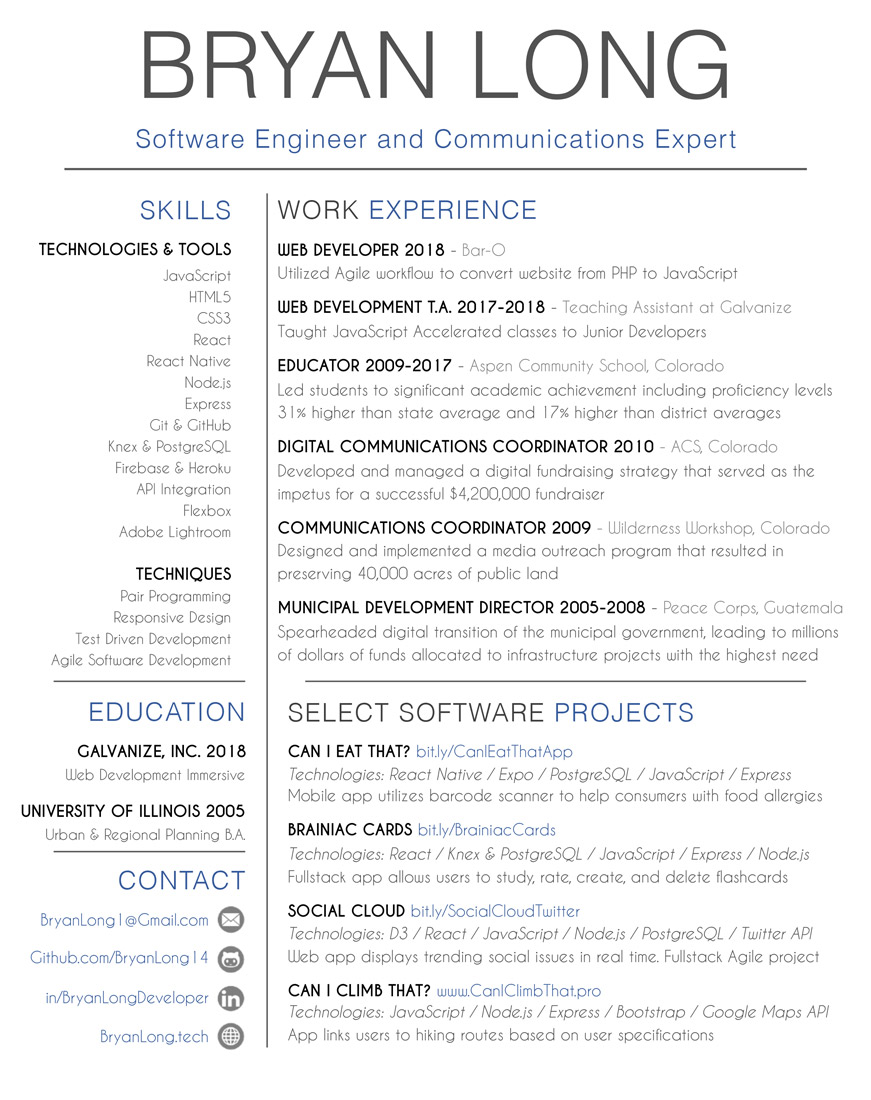 BRYAN LONG
Software Engineer and Communications Expert
SKILLS
TECHNOLOGIES & TOOLS
JavaScript
HTML5
CSS3
React
React Native
Node.js
Express
Git & GitHub
Knex & PostgreSQL
Firebase & Heroku
API Integration
Flexbox
Adobe Lightroom
TECHNIQUES
Pair Programming
Responsive Design
Test Driven Development
Agile Software Development
EDUCATION
GALVANIZE, INC. 2018
Web Development Immersive
UNIVERSITY OF ILLINOIS 2005
Urban & Regional Planning B.A.
CONTACT
BryanLong1@Gmail.com
Github.com/BryanLong14
in/BryanLongDeveloper
in
BryanLong.tech
WORK EXPERIENCE
WEB DEVELOPER 2018 - Bar-O
Utilized Agile workflow to convert website from PHP to JavaScript
WEB DEVELOPMENT T.A. 2017-2018 - Teaching Assistant at Galvanize
Taught JavaScript Accelerated classes to Junior Developers
EDUCATOR 2009-2017 - Aspen Community School, Colorado
Led students to significant academic achievement including proficiency levels
31% higher than state average and 17% higher than district averages
DIGITAL COMMUNICATIONS COORDINATOR 2010 - ACS, Colorado
Developed and managed a digital fundraising strategy that served as the
impetus for a successful $4,200,000 fundraiser
COMMUNICATIONS COORDINATOR 2009 - Wilderness Workshop, Colorado
Designed and implemented a media outreach program that resulted in
preserving 40,000 acres of public land
MUNICIPAL DEVELOPMENT DIRECTOR 2005-2008 - Peace Corps, Guatemala
Spearheaded digital transition of the municipal government, leading to millions
of dollars of funds allocated to infrastructure projects with the highest need
SELECT SOFTWARE PROJECTS
CAN I EAT THAT? bit.ly/CanIEatThatApp
Technologies: React Native / Expo / PostgreSQL / JavaScript / Express
Mobile app utilizes barcode scanner to help consumers with food allergies
BRAINIAC CARDS bit.ly/BrainiacCards
Technologies: React / Knex & PostgreSQL / JavaScript / Express / Node.js
Fullstack app allows users to study, rate, create, and delete flashcards
SOCIAL CLOUD bit.ly/SocialCloudTwitter
Technologies: D3 / React / JavaScript / Node.js / PostgreSQL / Twitter API
Web app displays trending social issues in real time. Fullstack Agile project
CAN I CLIMB THAT? www.CanIClimbThat.pro
Technologies: JavaScript / Node.js / Express / Bootstrap / Google Maps API
App links users to hiking routes based on user specifications